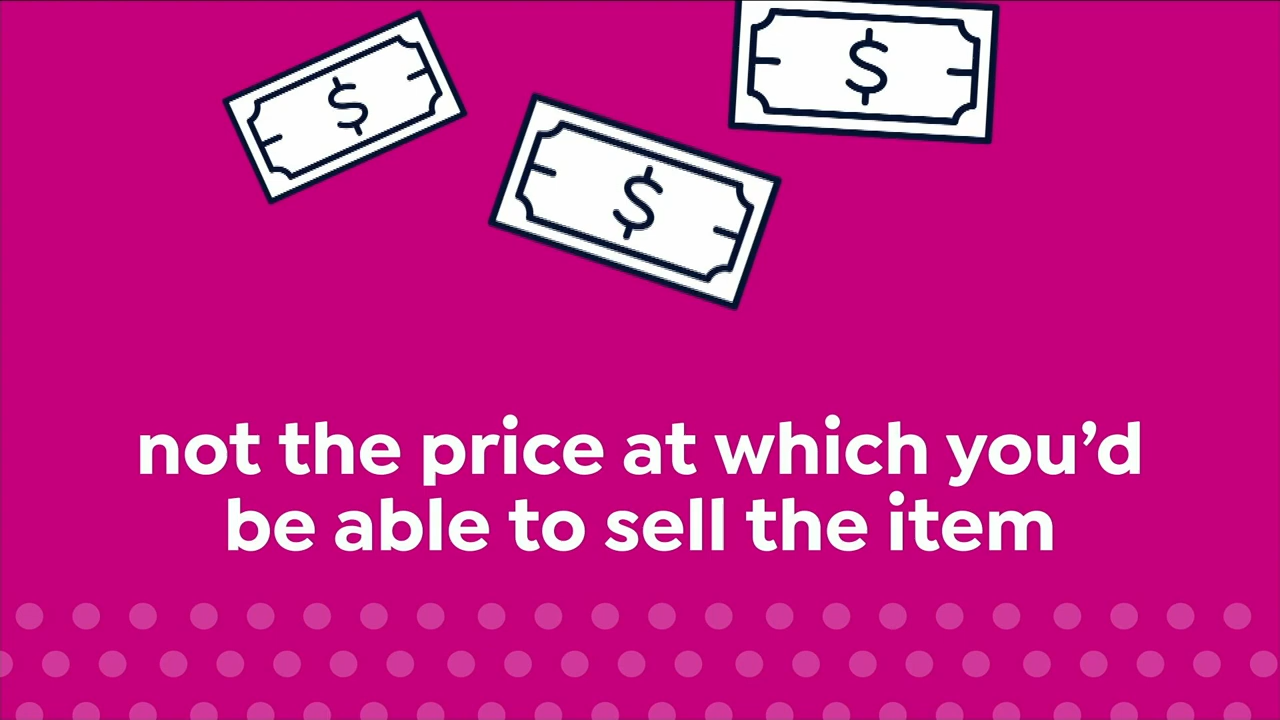 $
$
$
not the price at which you’d
be able to sell the item